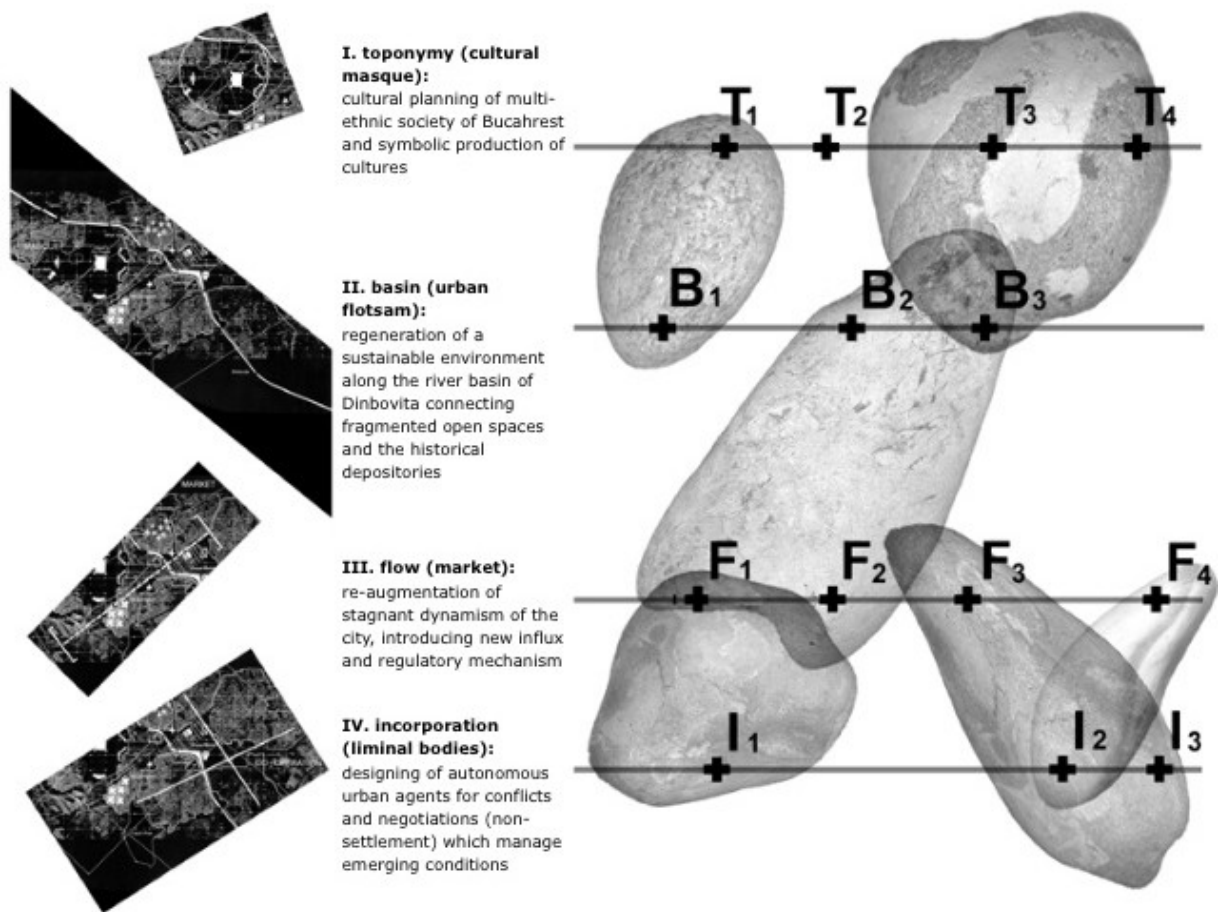 I. toponymy (cultural
masque):
cultural planning of multi-
ethnic society of Bucahrest
and symbolic production of
cultures
II. basin (urban
flotsam):
regeneration of a
sustainable environment
along the river basin of
Dinbovita connecting
fragmented open spaces
and the historical
depositories
MARKET
III. flow (market):
re-augmentation of
stagnant dynamism of the
city, introducing new influx
and regulatory mechanism
IV. incorporation
(liminal bodies):
designing of autonomous
urban agents for conflicts
and negotiations (non-
settlement) which manage
emerging conditions
T1 T2 T3 T4
B1 B2 B3
F1 F2 F3 F4
I1 I2 I3